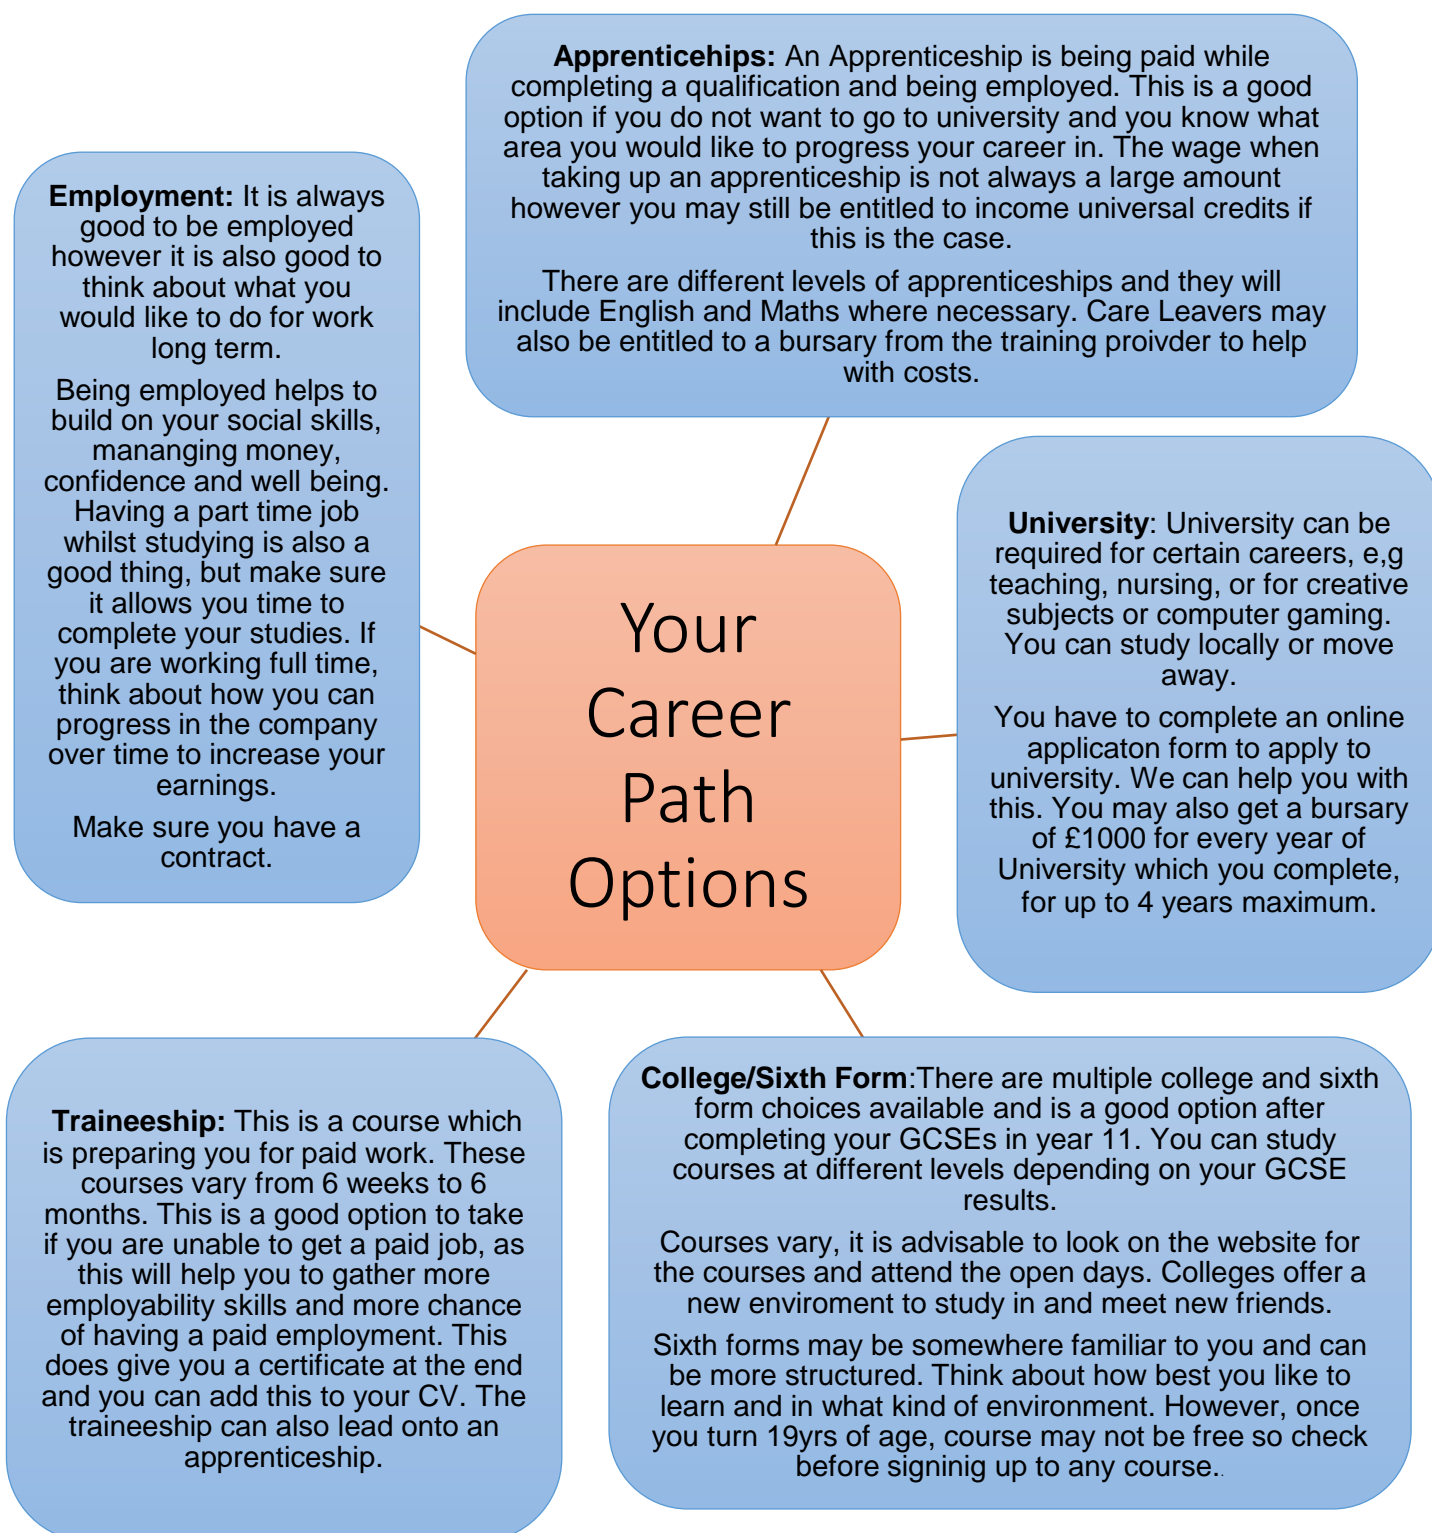 Apprenticehips: An Apprenticeship is being paid while
completing a qualification and being employed. This is a good
option if you do not want to go to university and you know what
area you would like to progress your career in. The wage when
taking up an apprenticeship is not always a large amount
however you may still be entitled to income universal credits if
this is the case.
There are different levels of apprenticeships and they will
include English and Maths where necessary. Care Leavers may
also be entitled to a bursary from the training proivder to help
with costs.
Employment: It is always
good to be employed
however it is also good to
think about what you
would like to do for work
long term.
Being employed helps to
build on your social skills,
mananging money,
confidence and well being.
Having a part time job
whilst studying is also a
good thing, but make sure
it allows you time to
complete your studies. If
you are working full time,
think about how you can
progress in the company
over time to increase your
earnings.
Make sure you have a
contract.
Your
Career
Path
Options
University: University can be
required for certain careers, e,g
teaching, nursing, or for creative
subjects or computer gaming.
You can study locally or move
away.
You have to complete an online
applicaton form to apply to
university. We can help you with
this. You may also get a bursary
of £1000 for every year of
University which you complete,
for up to 4 years maximum.
Traineeship: This is a course which
is preparing you for paid work. These
courses vary from 6 weeks to 6
months. This is a good option to take
if you are unable to get a paid job, as
this will help you to gather more
employability skills and more chance
of having a paid employment. This
does give you a certificate at the end
and you can add this to your CV. The
traineeship can also lead onto an
apprenticeship.
College/Sixth Form:There are multiple college and sixth
form choices available and is a good option after
completing your GCSEs in year 11. You can study
courses at different levels depending on your GCSE
results.
Courses vary, it is advisable to look on the website for
the courses and attend the open days. Colleges offer a
new enviroment to study in and meet new friends.
Sixth forms may be somewhere familiar to you and can
be more structured. Think about how best you like to
learn and in what kind of environment. However, once
you turn 19yrs of age, course may not be free so check
before signinig up to any course..